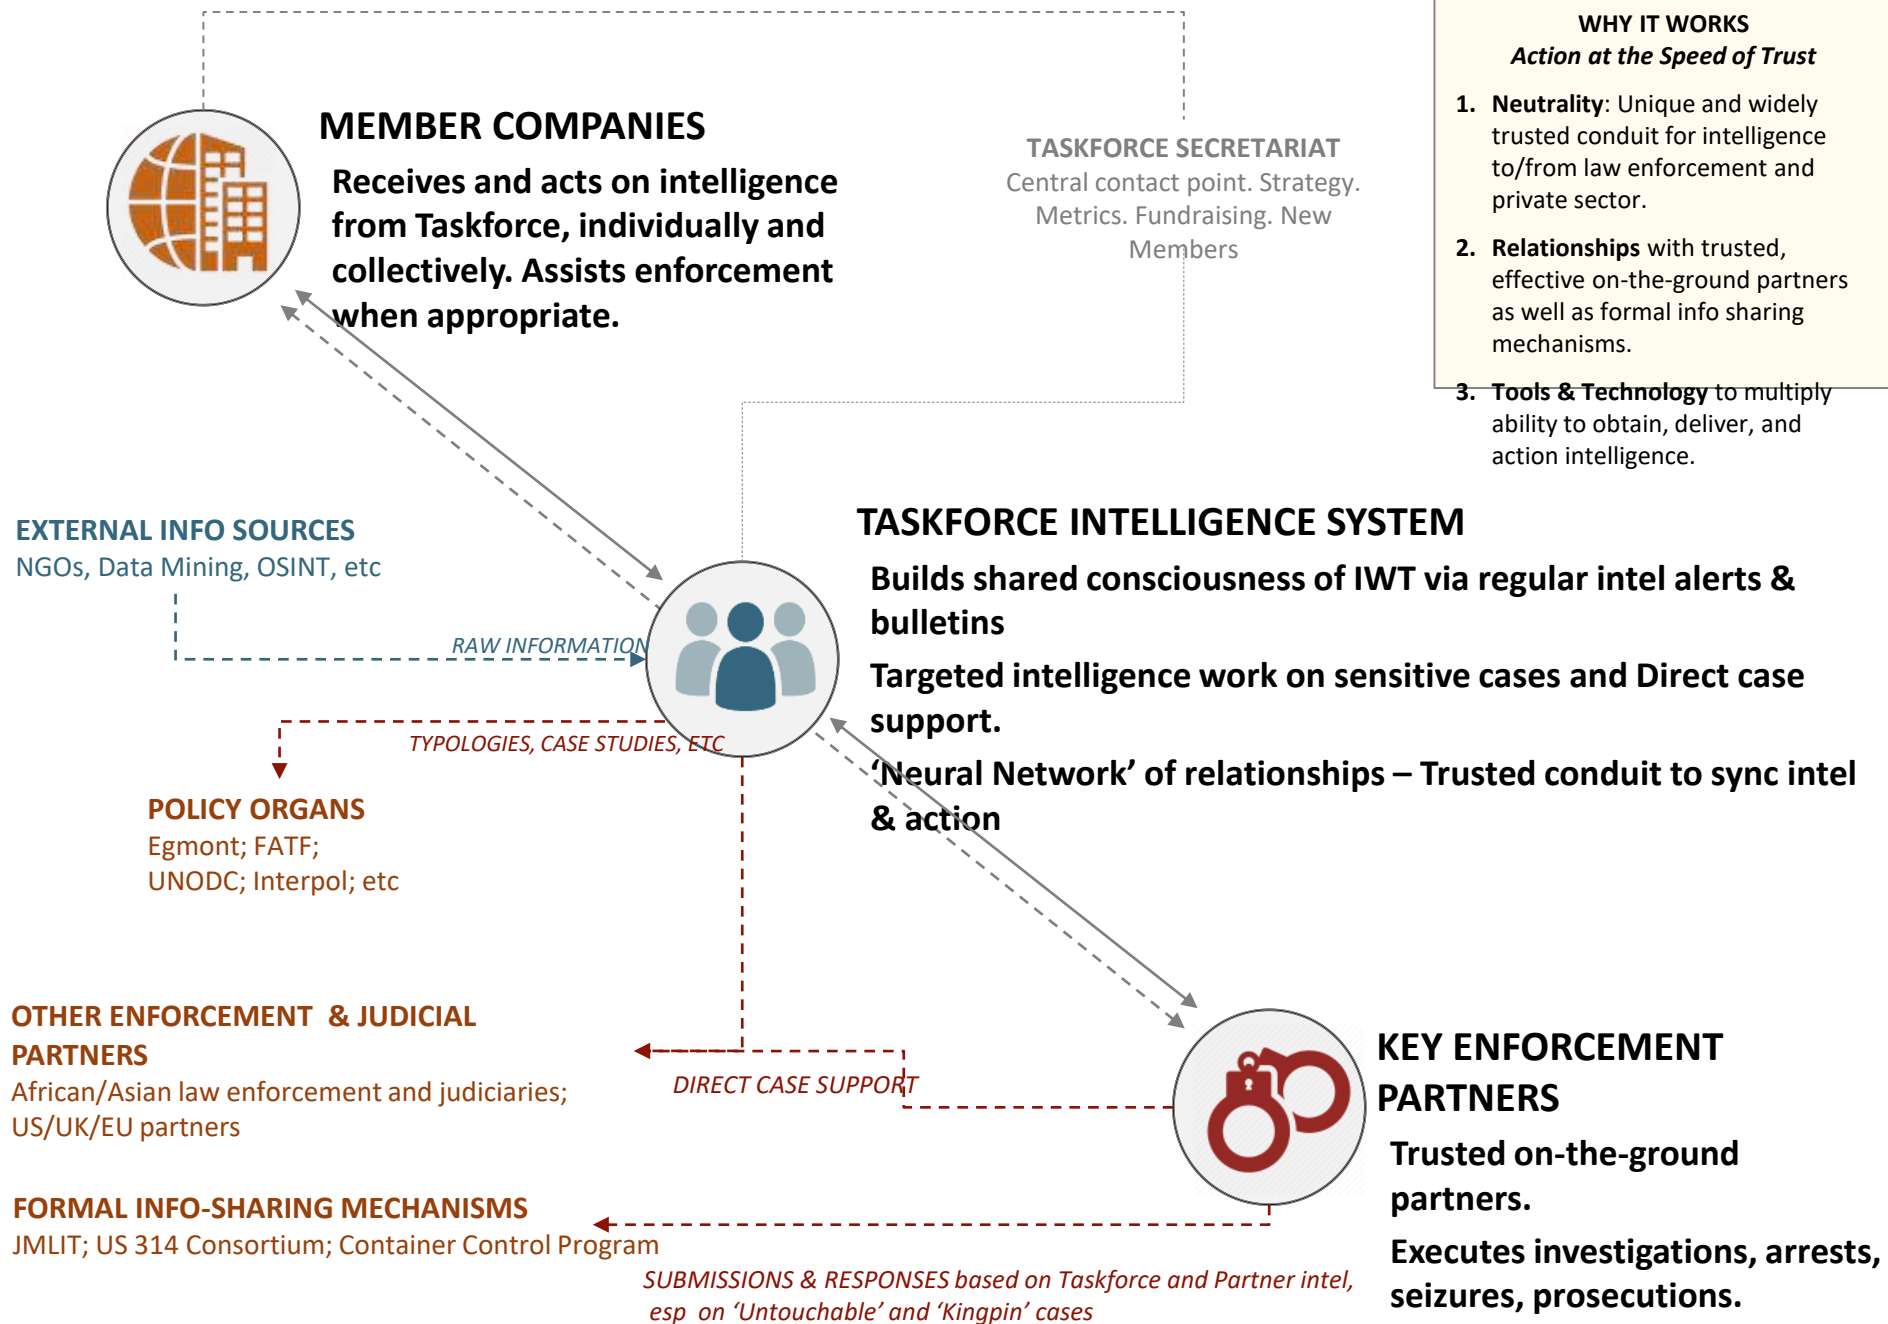 MEMBER COMPANIES
Receives and acts on intelligence
from Taskforce, individually and
collectively. Assists enforcement
when appropriate.
TASKFORCE SECRETARIAT
Central contact point. Strategy.
Metrics. Fundraising. New
Members
WHY IT WORKS
Action at the Speed of Trust
1. Neutrality: Unique and widely
trusted conduit for intelligence
to/from law enforcement and
private sector.
2. Relationships with trusted,
effective on-the-ground partners
as well as formal info sharing
mechanisms.
3. Tools & Technology to multiply
ability to obtain, deliver, and
action intelligence.
EXTERNAL INFO SOURCES
NGOs, Data Mining, OSINT, etc
RAW INFORMATION
TASKFORCE INTELLIGENCE SYSTEM
Builds shared consciousness of IWT via regular intel alerts &
bulletins
Targeted intelligence work on sensitive cases and Direct case
support.
‘Neural Network’ of relationships – Trusted conduit to sync intel
& action
TYPOLOGIES, CASE STUDIES, ETC
POLICY ORGANS
Egmont; FATF;
UNODC; Interpol; etc
OTHER ENFORCEMENT & JUDICIAL
PARTNERS
African/Asian law enforcement and judiciaries;
US/UK/EU partners
DIRECT CASE SUPPORT
KEY ENFORCEMENT
PARTNERS
Trusted on-the-ground
partners.
Executes investigations, arrests,
seizures, prosecutions.
FORMAL INFO-SHARING MECHANISMS
JMLIT; US 314 Consortium; Container Control Program
SUBMISSIONS & RESPONSES based on Taskforce and Partner intel,
esp on ‘Untouchable’ and ‘Kingpin’ cases